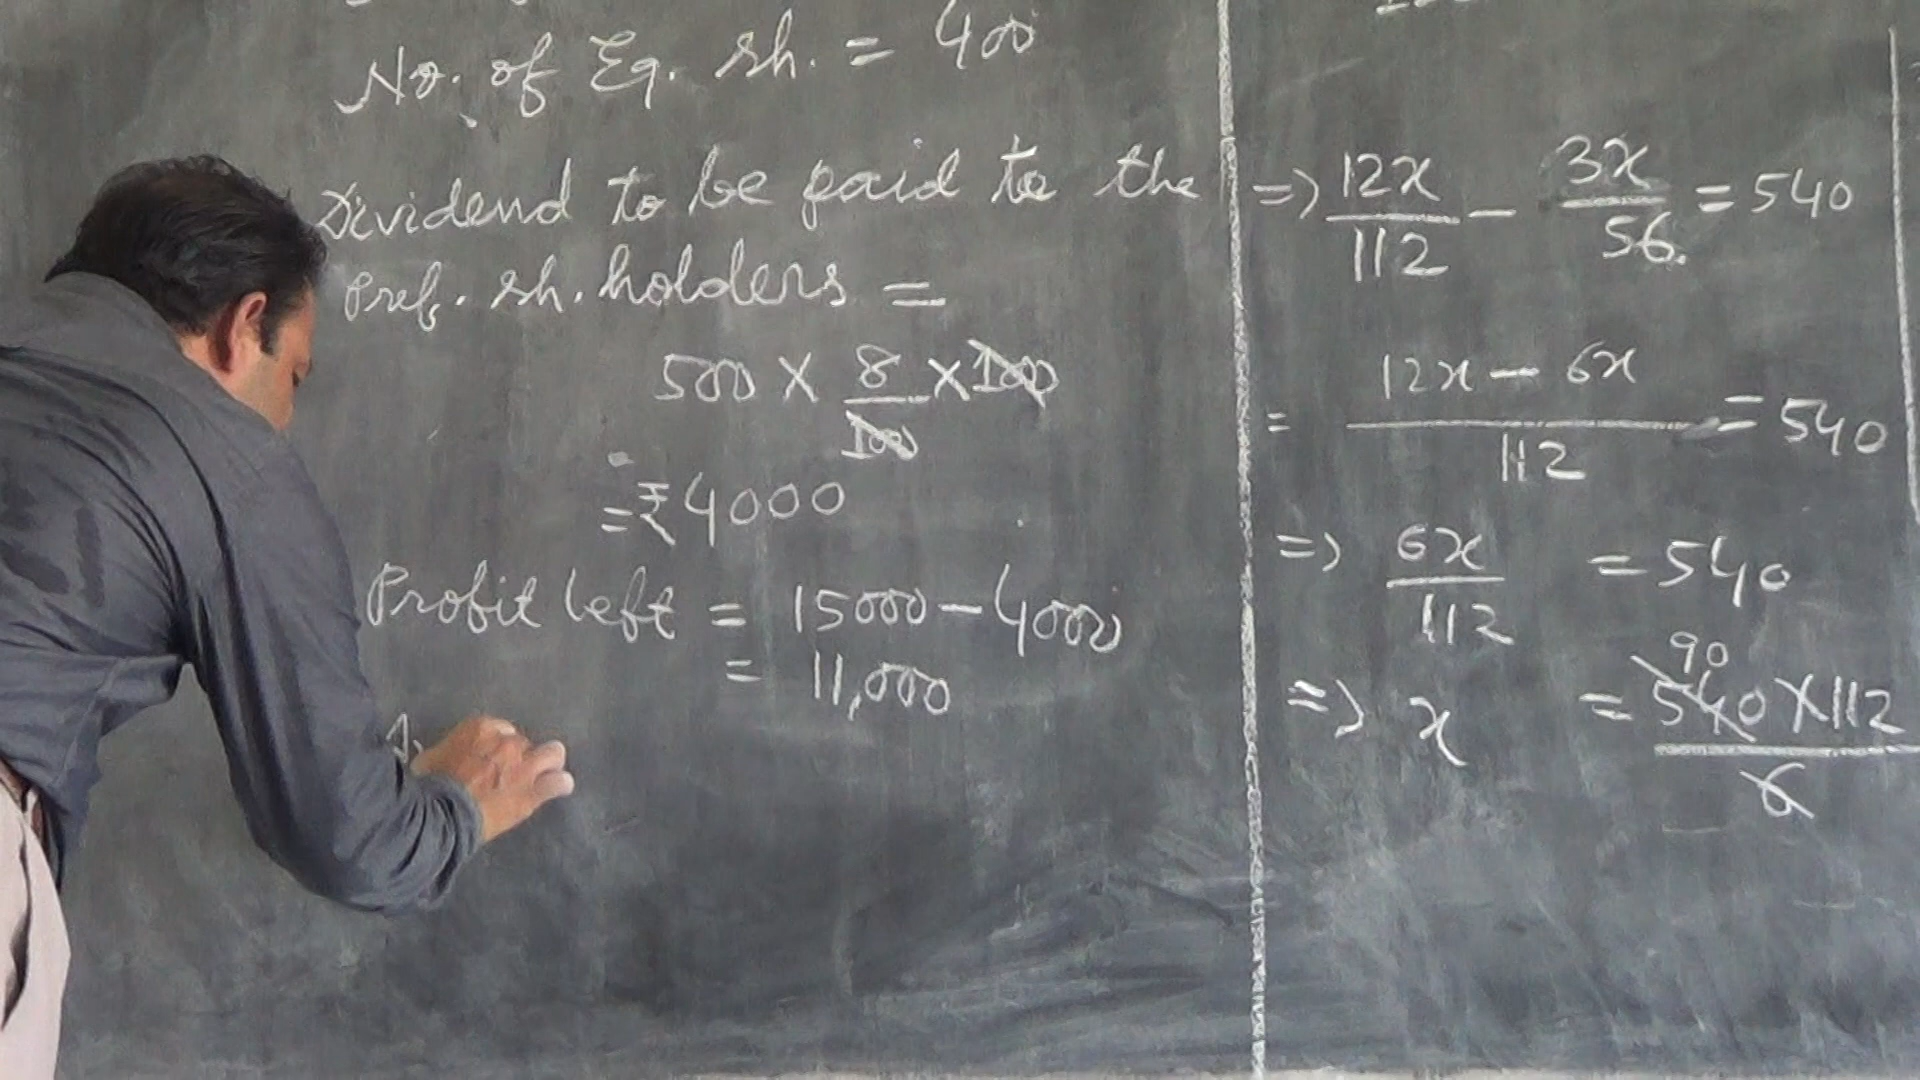 No. of Eq. sh. = 400
Dividend to be paid to the
Pref. sh. holders =
500 X 8/100 X 100
= ₹ 4000
Profit left = 15000 - 4000
= 11,000
=> 12x/112 - 3x/56 = 540
= 12x - 6x/112 = 540
=> 6x/112 = 540
=> x = 540 X 112/6
90